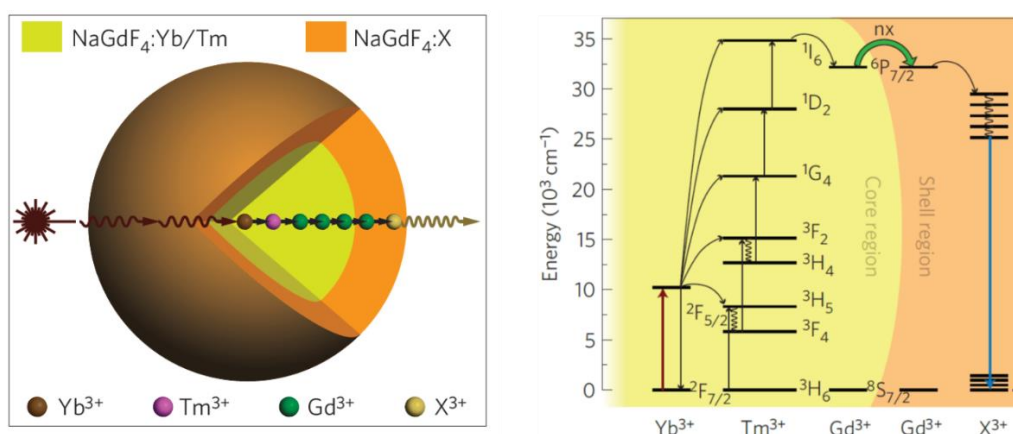 NaGdF₄:Yb/Tm
NaGdF₄:X
Yb³⁺
Tm³⁺
Gd³⁺
X³⁺
Energy (10³ cm⁻¹)
35
30
25
20
15
10
5
0
nx
¹I₆
⁶P₇/₂
¹D₂
¹G₄
³F₂
³H₄
³H₅
²F₅/₂
³F₄
²F₇/₂
³H₆
⁸S₇/₂
Core region
Shell region
Yb³⁺
Tm³⁺
Gd³⁺
Gd³⁺
X³⁺